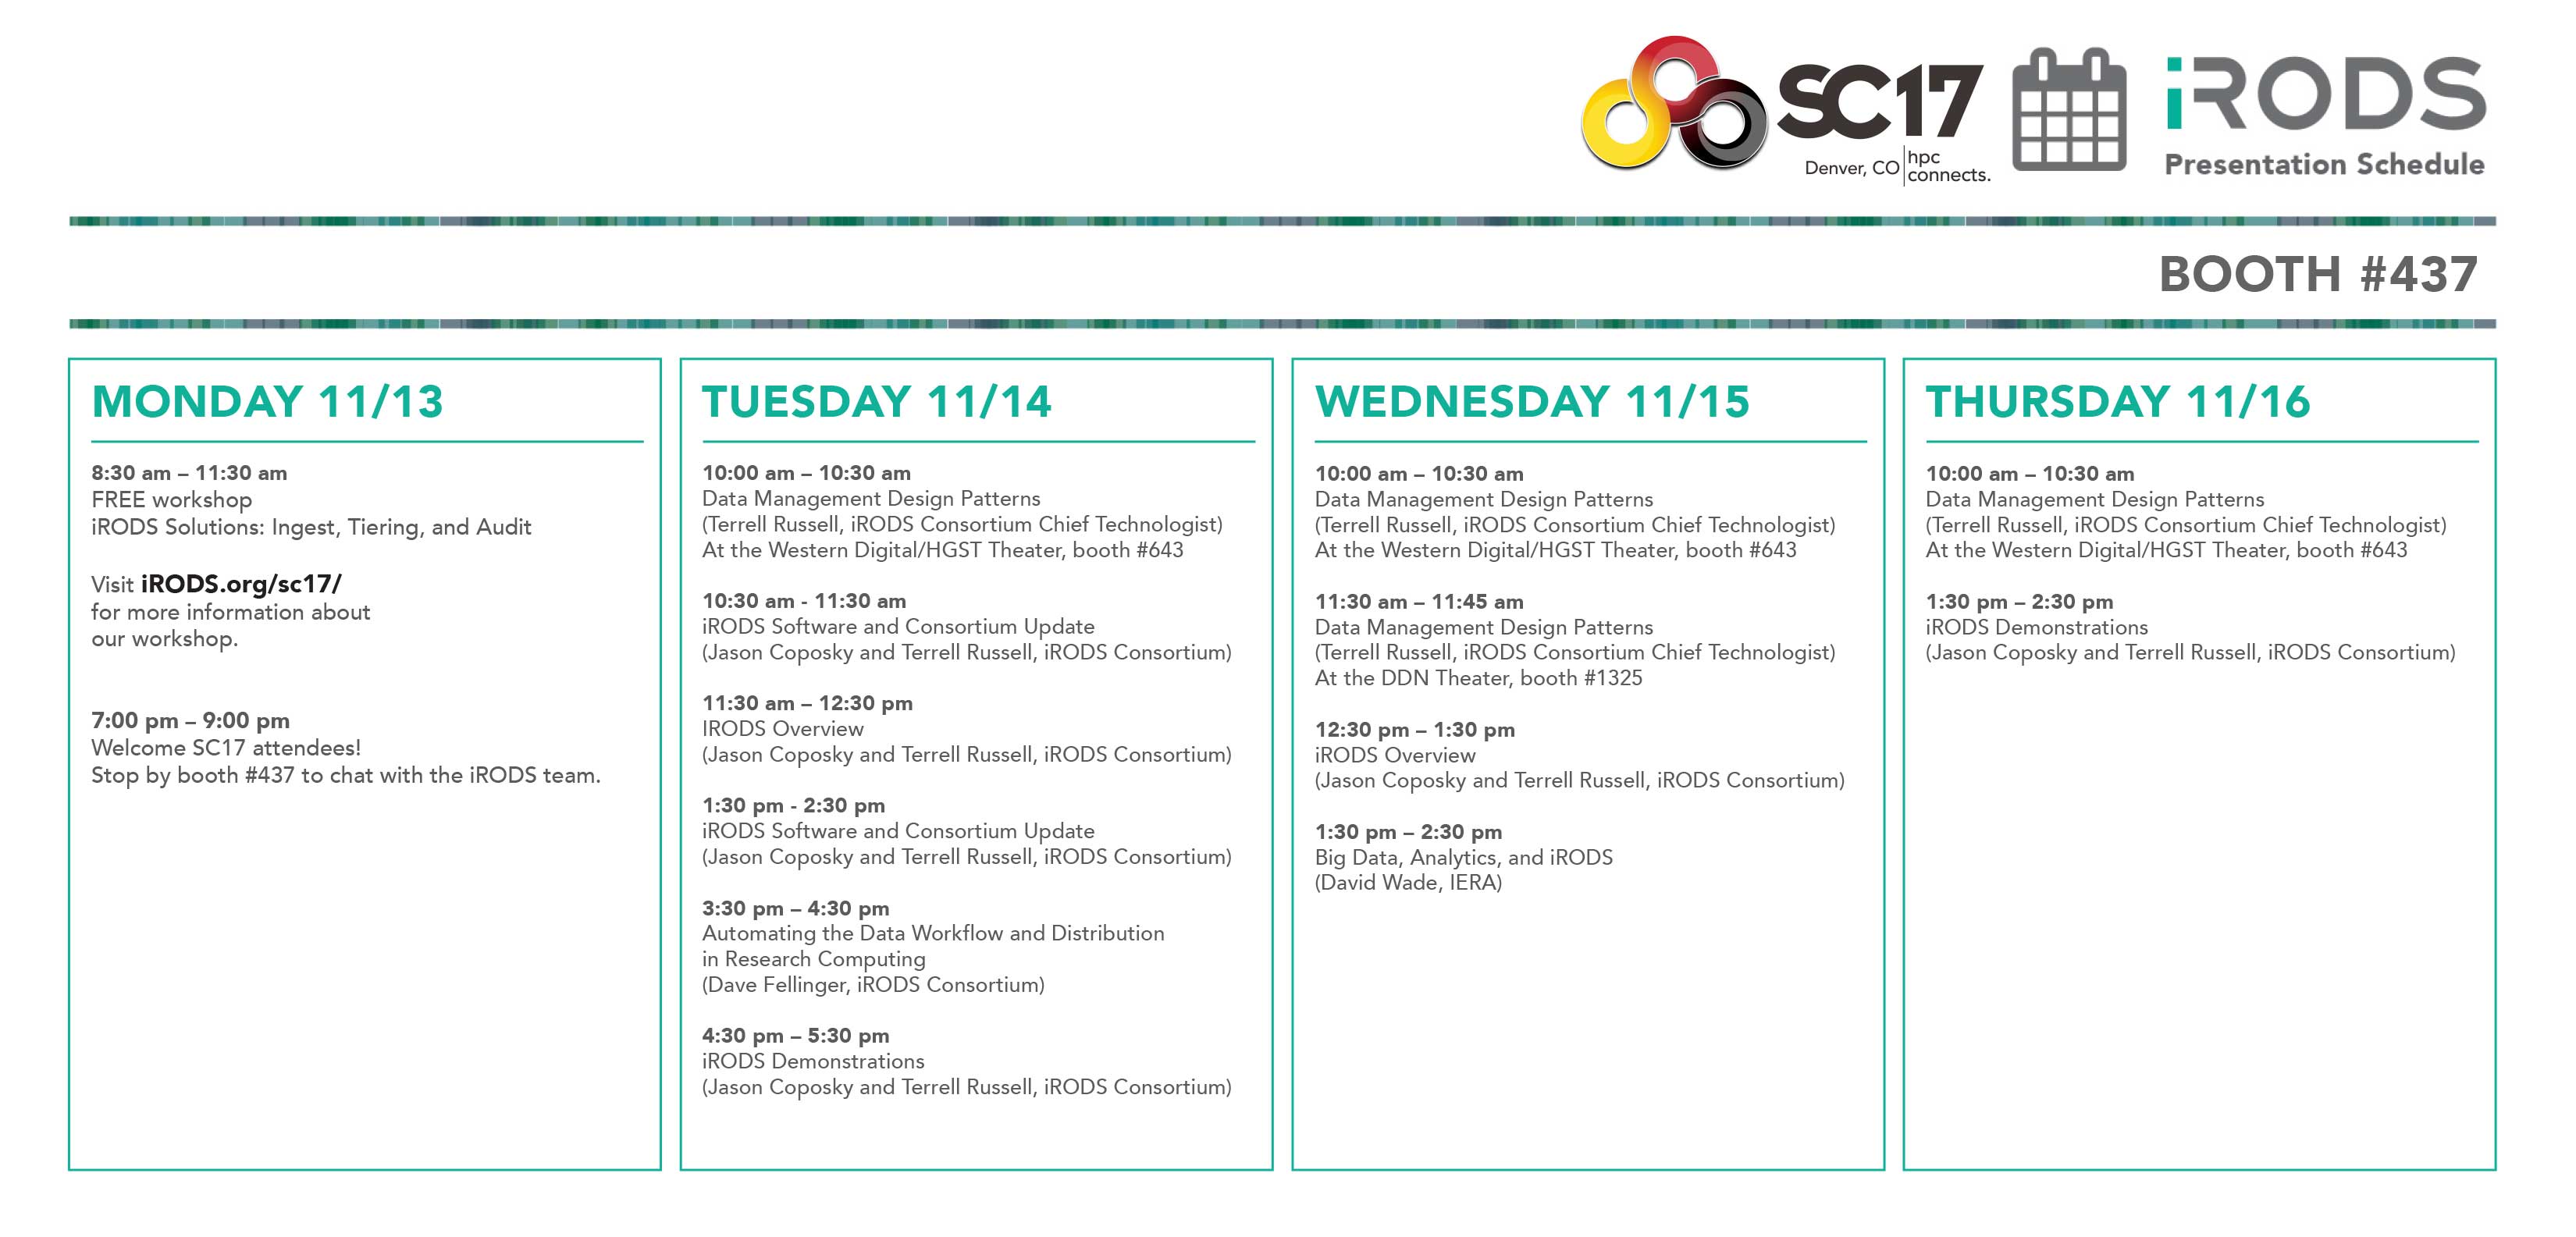 SC17
Denver, CO
hpc
connects.
iRODS
Presentation Schedule
BOOTH #437
MONDAY 11/13
8:30 am – 11:30 am
FREE workshop
iRODS Solutions: Ingest, Tiering, and Audit
Visit iRODS.org/sc17/
for more information about
our workshop.
7:00 pm – 9:00 pm
Welcome SC17 attendees!
Stop by booth #437 to chat with the iRODS team.
TUESDAY 11/14
10:00 am – 10:30 am
Data Management Design Patterns
(Terrell Russell, iRODS Consortium Chief Technologist)
At the Western Digital/HGST Theater, booth #643
10:30 am - 11:30 am
iRODS Software and Consortium Update
(Jason Coposky and Terrell Russell, iRODS Consortium)
11:30 am – 12:30 pm
IRODS Overview
(Jason Coposky and Terrell Russell, iRODS Consortium)
1:30 pm - 2:30 pm
iRODS Software and Consortium Update
(Jason Coposky and Terrell Russell, iRODS Consortium)
3:30 pm – 4:30 pm
Automating the Data Workflow and Distribution
in Research Computing
(Dave Fellinger, iRODS Consortium)
4:30 pm – 5:30 pm
iRODS Demonstrations
(Jason Coposky and Terrell Russell, iRODS Consortium)
WEDNESDAY 11/15
10:00 am – 10:30 am
Data Management Design Patterns
(Terrell Russell, iRODS Consortium Chief Technologist)
At the Western Digital/HGST Theater, booth #643
11:30 am – 11:45 am
Data Management Design Patterns
(Terrell Russell, iRODS Consortium Chief Technologist)
At the DDN Theater, booth #1325
12:30 pm – 1:30 pm
iRODS Overview
(Jason Coposky and Terrell Russell, iRODS Consortium)
1:30 pm – 2:30 pm
Big Data, Analytics, and iRODS
(David Wade, IERA)
THURSDAY 11/16
10:00 am – 10:30 am
Data Management Design Patterns
(Terrell Russell, iRODS Consortium Chief Technologist)
At the Western Digital/HGST Theater, booth #643
1:30 pm – 2:30 pm
iRODS Demonstrations
(Jason Coposky and Terrell Russell, iRODS Consortium)